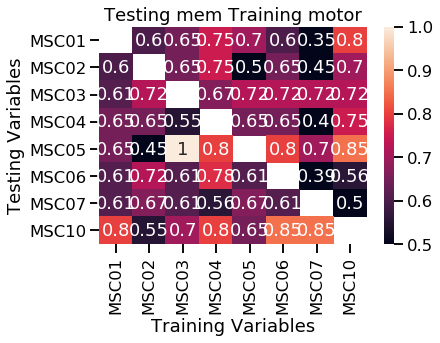 Testing mem Training motor
Testing Variables
MSC01 0.6 0.65 0.75 0.7 0.6 0.35 0.8
MSC02 0.6 0.65 0.75 0.5 0.65 0.45 0.7
MSC03 0.61 0.72 0.67 0.72 0.72 0.72 0.72
MSC04 0.65 0.65 0.55 0.65 0.65 0.4 0.75
MSC05 0.65 0.45 1 0.8 0.8 0.7 0.85
MSC06 0.61 0.72 0.61 0.78 0.61 0.39 0.56
MSC07 0.61 0.67 0.61 0.56 0.67 0.61 0.5
MSC10 0.8 0.55 0.7 0.8 0.65 0.85 0.85
MSC01 MSC02 MSC03 MSC04 MSC05 MSC06 MSC07 MSC10
Training Variables
1.0
0.9
0.8
0.7
0.6
0.5